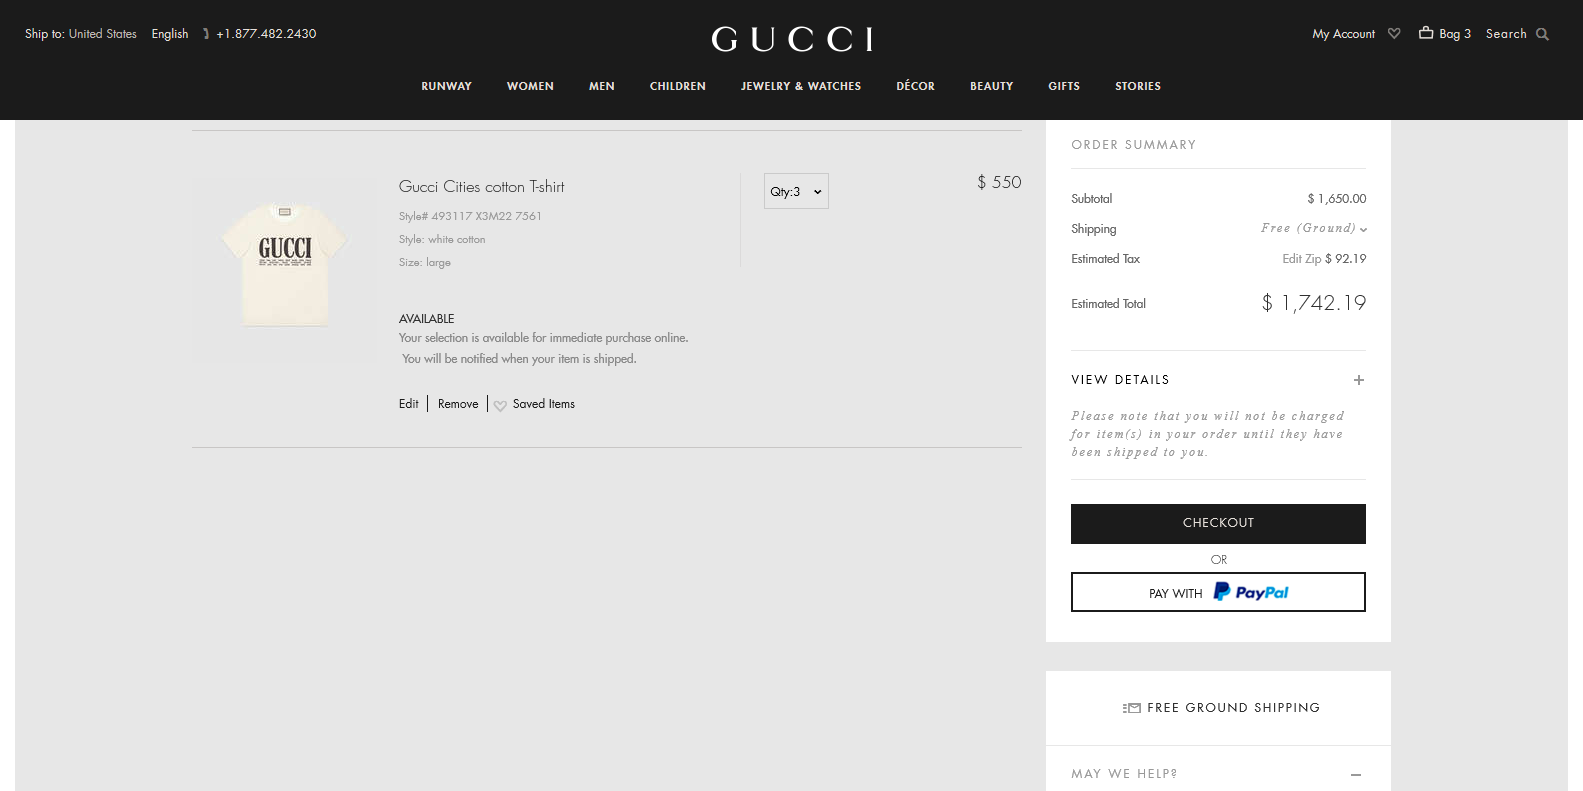 Ship to: United States English +1.877.482.2430
GUCCI
My Account Bag 3 Search
RUNWAY WOMEN MEN CHILDREN JEWELRY & WATCHES DÉCOR BEAUTY GIFTS STORIES
Gucci Cities cotton T-shirt
Style# 493117 X3M22 7561
Style: white cotton
Size: large
Qty:3
$ 550
GUCCI
AVAILABLE
Your selection is available for immediate purchase online.
You will be notified when your item is shipped.
Edit Remove Saved Items
ORDER SUMMARY
Subtotal $ 1,650.00
Shipping Free (Ground)
Estimated Tax Edit Zip $ 92.19
Estimated Total $ 1,742.19
VIEW DETAILS +
Please note that you will not be charged
for item(s) in your order until they have
been shipped to you.
CHECKOUT
OR
PAY WITH PayPal
FREE GROUND SHIPPING
MAY WE HELP? –